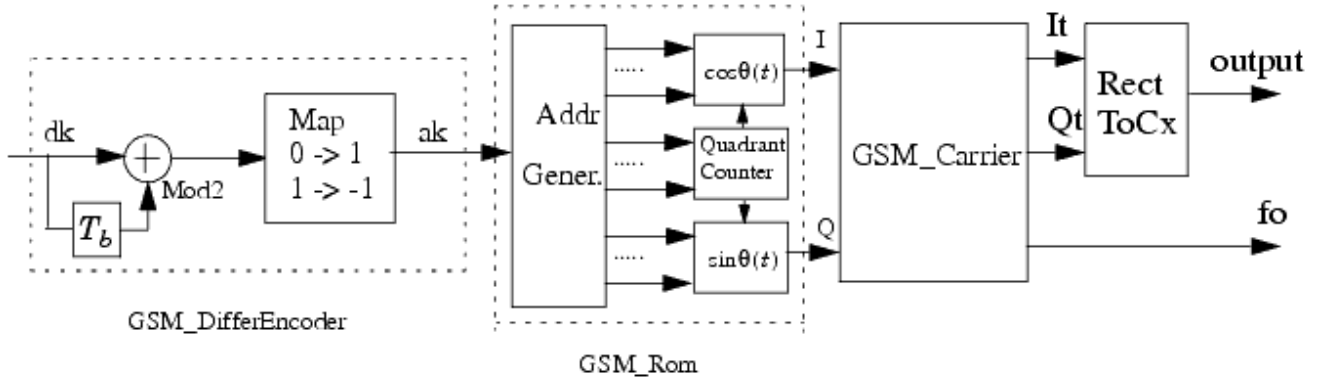 dk
T_b
Mod2
Map
0 -> 1
1 -> -1
ak
GSM_DifferEncoder
Addr
Gener.
.....
.....
.....
.....
cosθ(t)
Quadrant
Counter
sinθ(t)
GSM_Rom
I
Q
GSM_Carrier
It
Qt
Rect
ToCx
output
fo